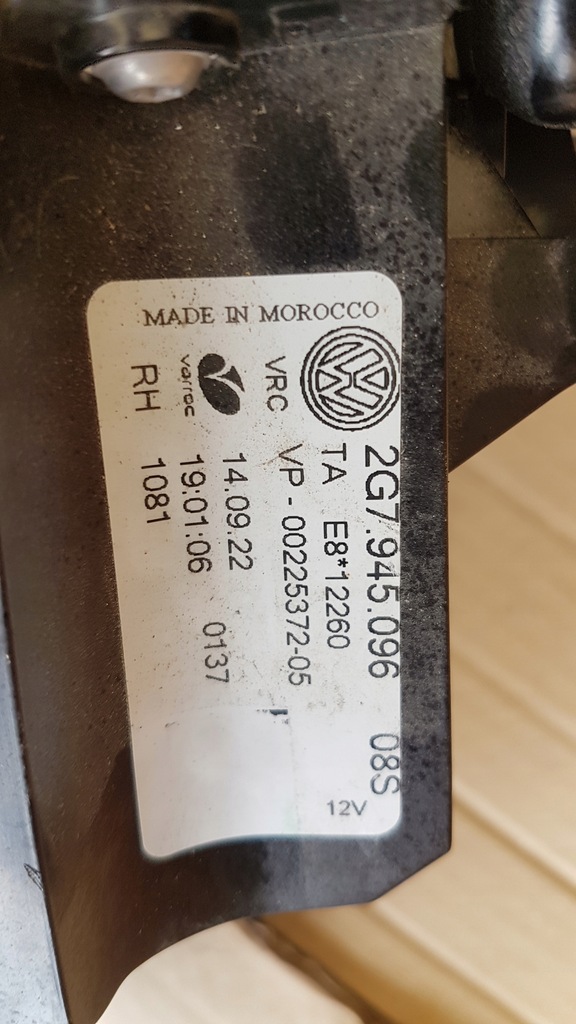 MADE IN MOROCCO
2G7.945.096 08S
TA E8*12260
VRC VP - 00225372-05
varroc
14.09.22
19:01:06 0137
RH 1081
12V